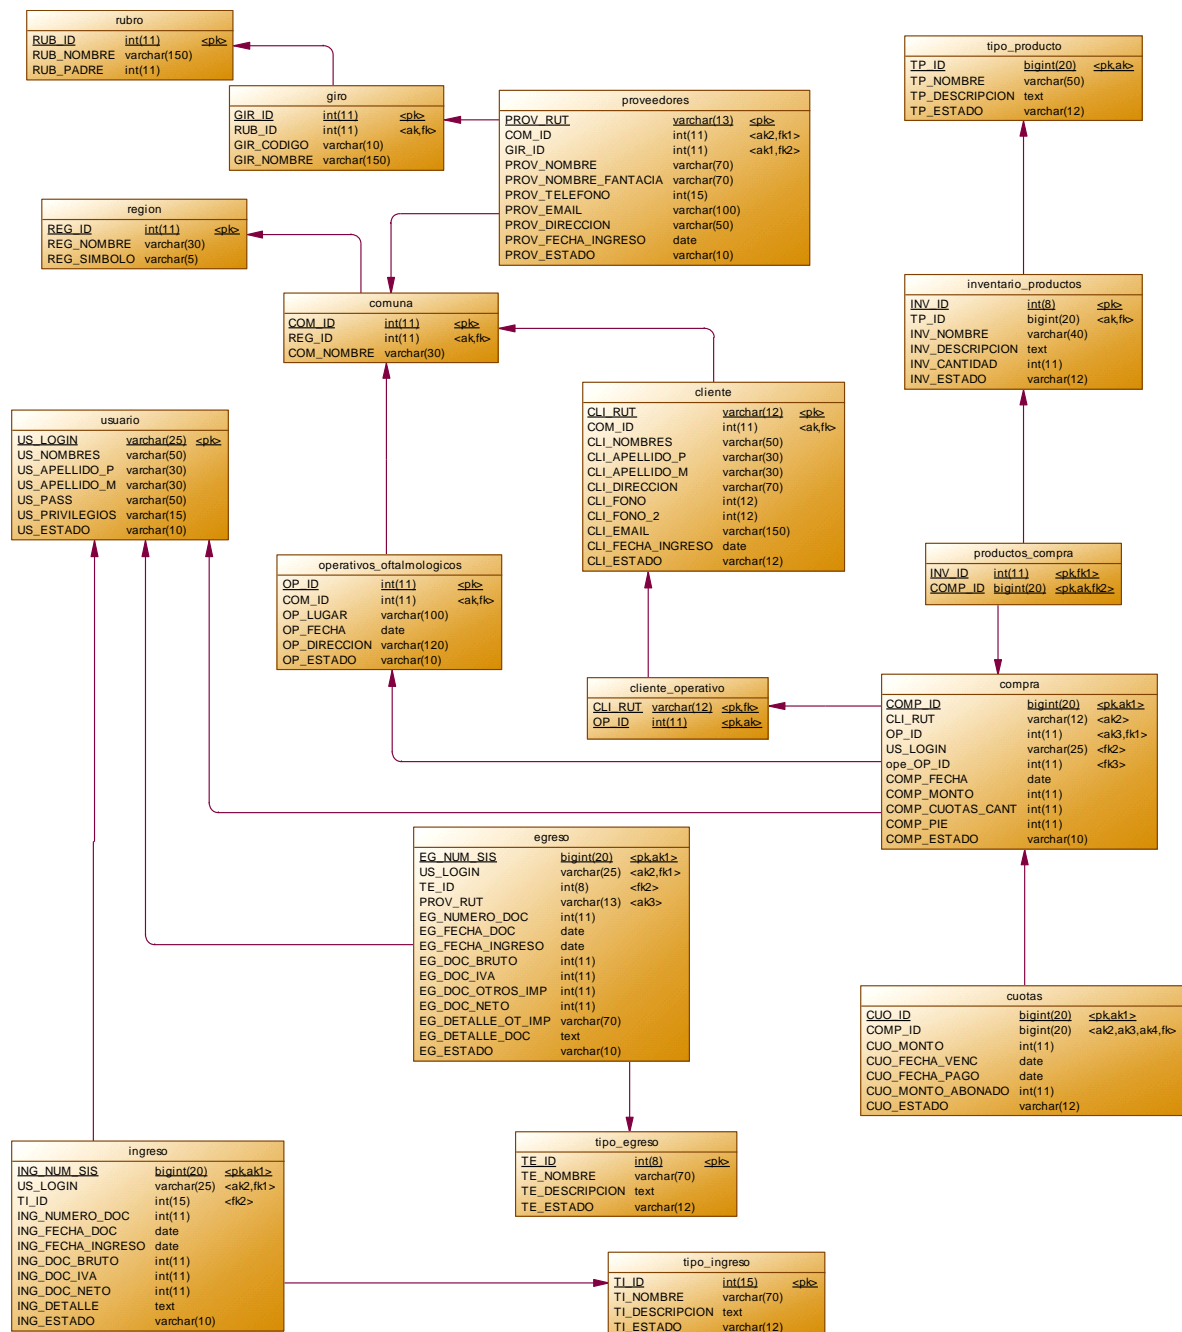 rubro
RUB_ID int(11) <pk>
RUB_NOMBRE varchar(150)
RUB_PADRE int(11)
giro
GIR_ID int(11) <pk>
RUB_ID int(11) <ak,fk>
GIR_CODIGO varchar(10)
GIR_NOMBRE varchar(150)
proveedores
PROV_RUT varchar(13) <pk>
COM_ID int(11) <ak2,fk1>
GIR_ID int(11) <ak1,fk2>
PROV_NOMBRE varchar(70)
PROV_NOMBRE_FANTACIA varchar(70)
PROV_TELEFONO int(15)
PROV_EMAIL varchar(100)
PROV_DIRECCION varchar(50)
PROV_FECHA_INGRESO date
PROV_ESTADO varchar(10)
tipo_producto
TP_ID bigint(20) <pk,ak>
TP_NOMBRE varchar(50)
TP_DESCRIPCION text
TP_ESTADO varchar(12)
region
REG_ID int(11) <pk>
REG_NOMBRE varchar(30)
REG_SIMBOLO varchar(5)
comuna
COM_ID int(11) <pk>
REG_ID int(11) <ak,fk>
COM_NOMBRE varchar(30)
inventario_productos
INV_ID int(8) <pk>
TP_ID bigint(20) <ak,fk>
INV_NOMBRE varchar(40)
INV_DESCRIPCION text
INV_CANTIDAD int(11)
INV_ESTADO varchar(12)
cliente
CLI_RUT varchar(12) <pk>
COM_ID int(11) <ak,fk>
CLI_NOMBRES varchar(50)
CLI_APELLIDO_P varchar(30)
CLI_APELLIDO_M varchar(30)
CLI_DIRECCION varchar(70)
CLI_FONO int(12)
CLI_FONO_2 int(12)
CLI_EMAIL varchar(150)
CLI_FECHA_INGRESO date
CLI_ESTADO varchar(12)
usuario
US_LOGIN varchar(25) <pk>
US_NOMBRES varchar(50)
US_APELLIDO_P varchar(30)
US_APELLIDO_M varchar(30)
US_PASS varchar(50)
US_PRIVILEGIOS varchar(15)
US_ESTADO varchar(10)
operativos_oftalmologicos
OP_ID int(11) <pk>
COM_ID int(11) <ak,fk>
OP_LUGAR varchar(100)
OP_FECHA date
OP_DIRECCION varchar(120)
OP_ESTADO varchar(10)
productos_compra
INV_ID int(11) <pk,fk1>
COMP_ID bigint(20) <pk,ak,fk2>
cliente_operativo
CLI_RUT varchar(12) <pk,fk>
OP_ID int(11) <pk,ak>
compra
COMP_ID bigint(20) <pk,ak1>
CLI_RUT varchar(12) <ak2>
OP_ID int(11) <ak3,fk1>
US_LOGIN varchar(25) <fk2>
ope_OP_ID int(11) <fk3>
COMP_FECHA date
COMP_MONTO int(11)
COMP_CUOTAS_CANT int(11)
COMP_PIE int(11)
COMP_ESTADO varchar(10)
egreso
EG_NUM_SIS bigint(20) <pk,ak1>
US_LOGIN varchar(25) <ak2,fk1>
TE_ID int(8) <fk2>
PROV_RUT varchar(13) <ak3>
EG_NUMERO_DOC int(11)
EG_FECHA_DOC date
EG_FECHA_INGRESO date
EG_DOC_BRUTO int(11)
EG_DOC_IVA int(11)
EG_DOC_OTROS_IMP int(11)
EG_DOC_NETO int(11)
EG_DETALLE_OT_IMP varchar(70)
EG_DETALLE_DOC text
EG_ESTADO varchar(10)
cuotas
CUO_ID bigint(20) <pk,ak1>
COMP_ID bigint(20) <ak2,ak3,ak4,fk>
CUO_MONTO int(11)
CUO_FECHA_VENC date
CUO_FECHA_PAGO date
CUO_MONTO_ABONADO int(11)
CUO_ESTADO varchar(12)
tipo_egreso
TE_ID int(8) <pk>
TE_NOMBRE varchar(70)
TE_DESCRIPCION text
TE_ESTADO varchar(12)
ingreso
ING_NUM_SIS bigint(20) <pk,ak1>
US_LOGIN varchar(25) <ak2,fk1>
TI_ID int(15) <fk2>
ING_NUMERO_DOC int(11)
ING_FECHA_DOC date
ING_FECHA_INGRESO date
ING_DOC_BRUTO int(11)
ING_DOC_IVA int(11)
ING_DOC_NETO int(11)
ING_DETALLE text
ING_ESTADO varchar(10)
tipo_ingreso
TI_ID int(15) <pk>
TI_NOMBRE varchar(70)
TI_DESCRIPCION text
TI_ESTADO varchar(12)